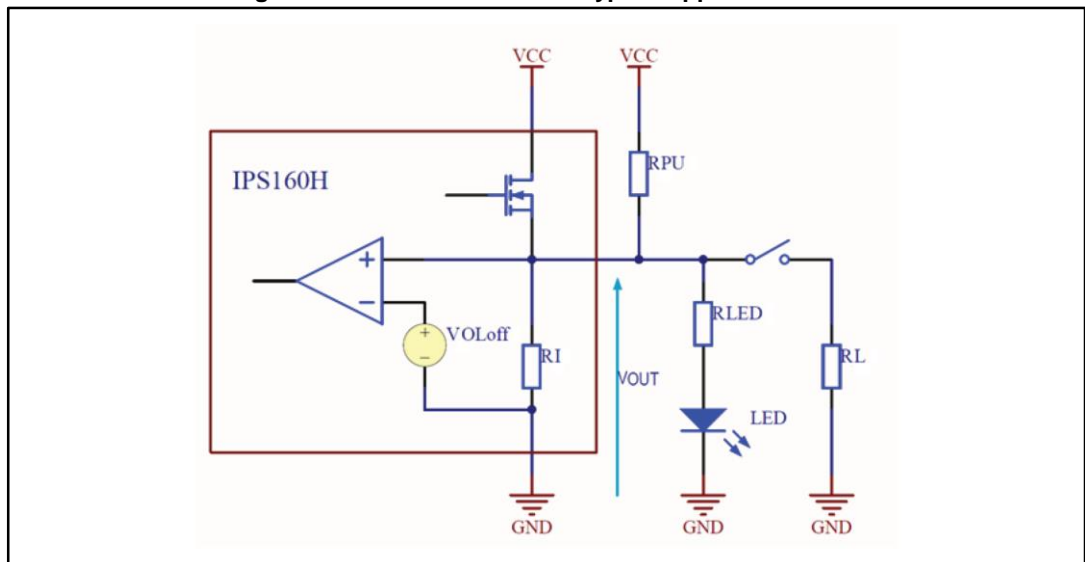 VCC VCC
RPU
IPS160H
+
−
+
VOLoff
−
RI
VOUT
RLED
RL
LED
GND GND GND